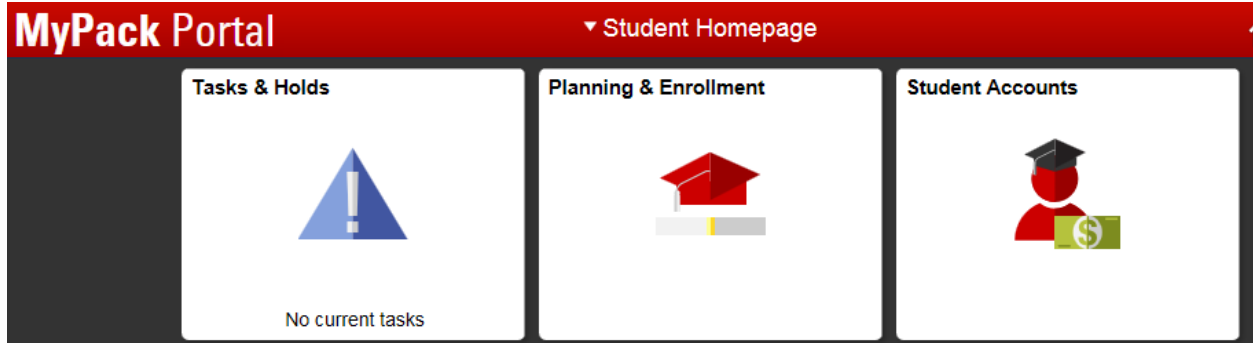 MyPack Portal
Student Homepage
Tasks & Holds
Planning & Enrollment
Student Accounts
$
No current tasks